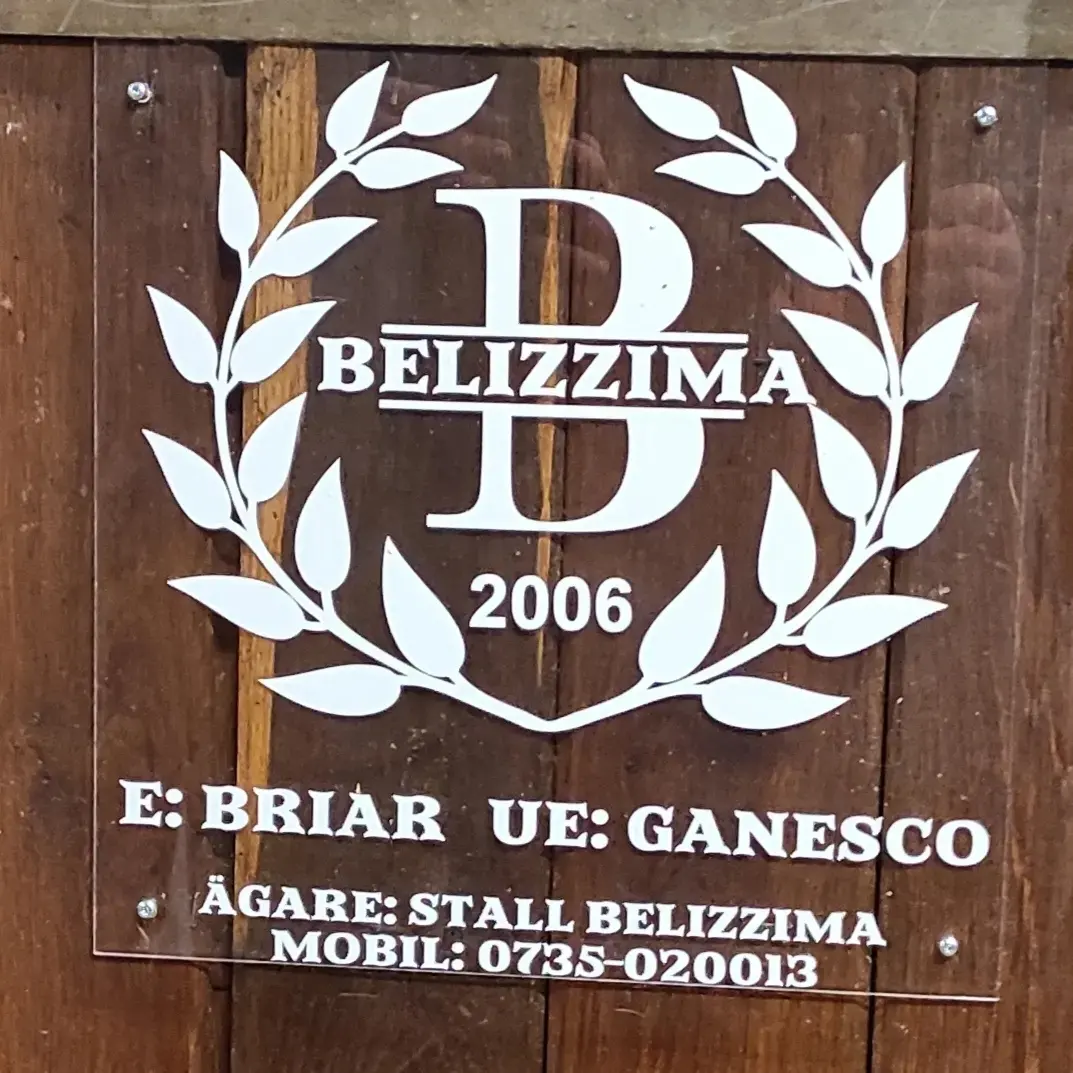 B
BELIZZIMA
2006
E: BRIAR UE: GANESCO
ÄGARE: STALL BELIZZIMA
MOBIL: 0735-020013